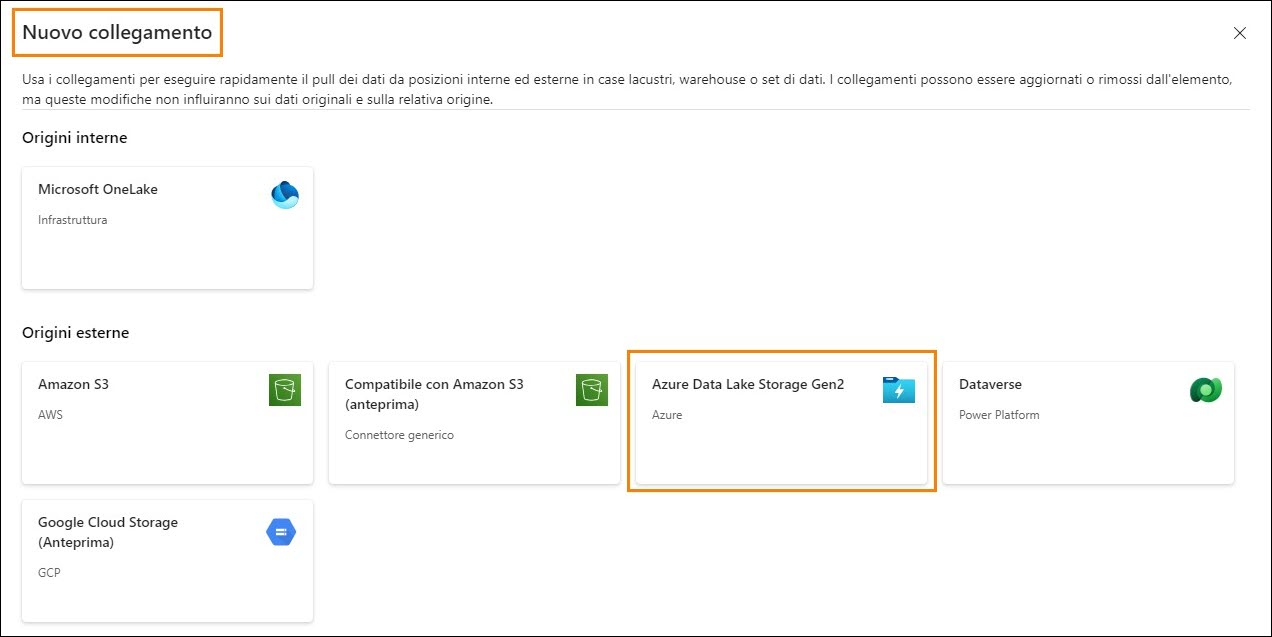 Nuovo collegamento
Usa i collegamenti per eseguire rapidamente il pull dei dati da posizioni interne ed esterne in case lacustri, warehouse o set di dati. I collegamenti possono essere aggiornati o rimossi dall'elemento,
ma queste modifiche non influiranno sui dati originali e sulla relativa origine.
Origini interne
Microsoft OneLake
Infrastruttura
Origini esterne
Amazon S3
AWS
Compatibile con Amazon S3
(anteprima)
Connettore generico
Azure Data Lake Storage Gen2
Azure
Dataverse
Power Platform
Google Cloud Storage
(Anteprima)
GCP